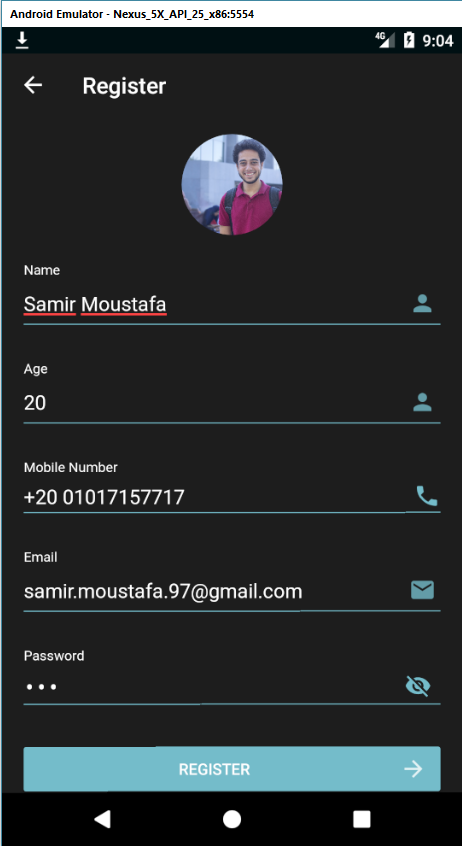 Android Emulator - Nexus_5X_API_25_x86:5554
4G 9:04
Register
Name
Samir Moustafa
Age
20
Mobile Number
+20 01017157717
Email
samir.moustafa.97@gmail.com
Password
REGISTER